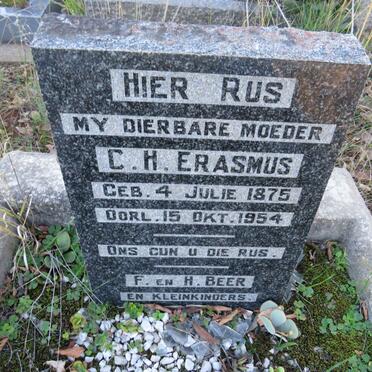 HIER RUS
MY DIERBARE MOEDER
C. H. ERASMUS
GEB. 4 JULIE 1875
OORL. 15 OKT. 1954
ONS GUN U DIE RUS.
F. EN H. BEER
EN KLEINKINDERS.